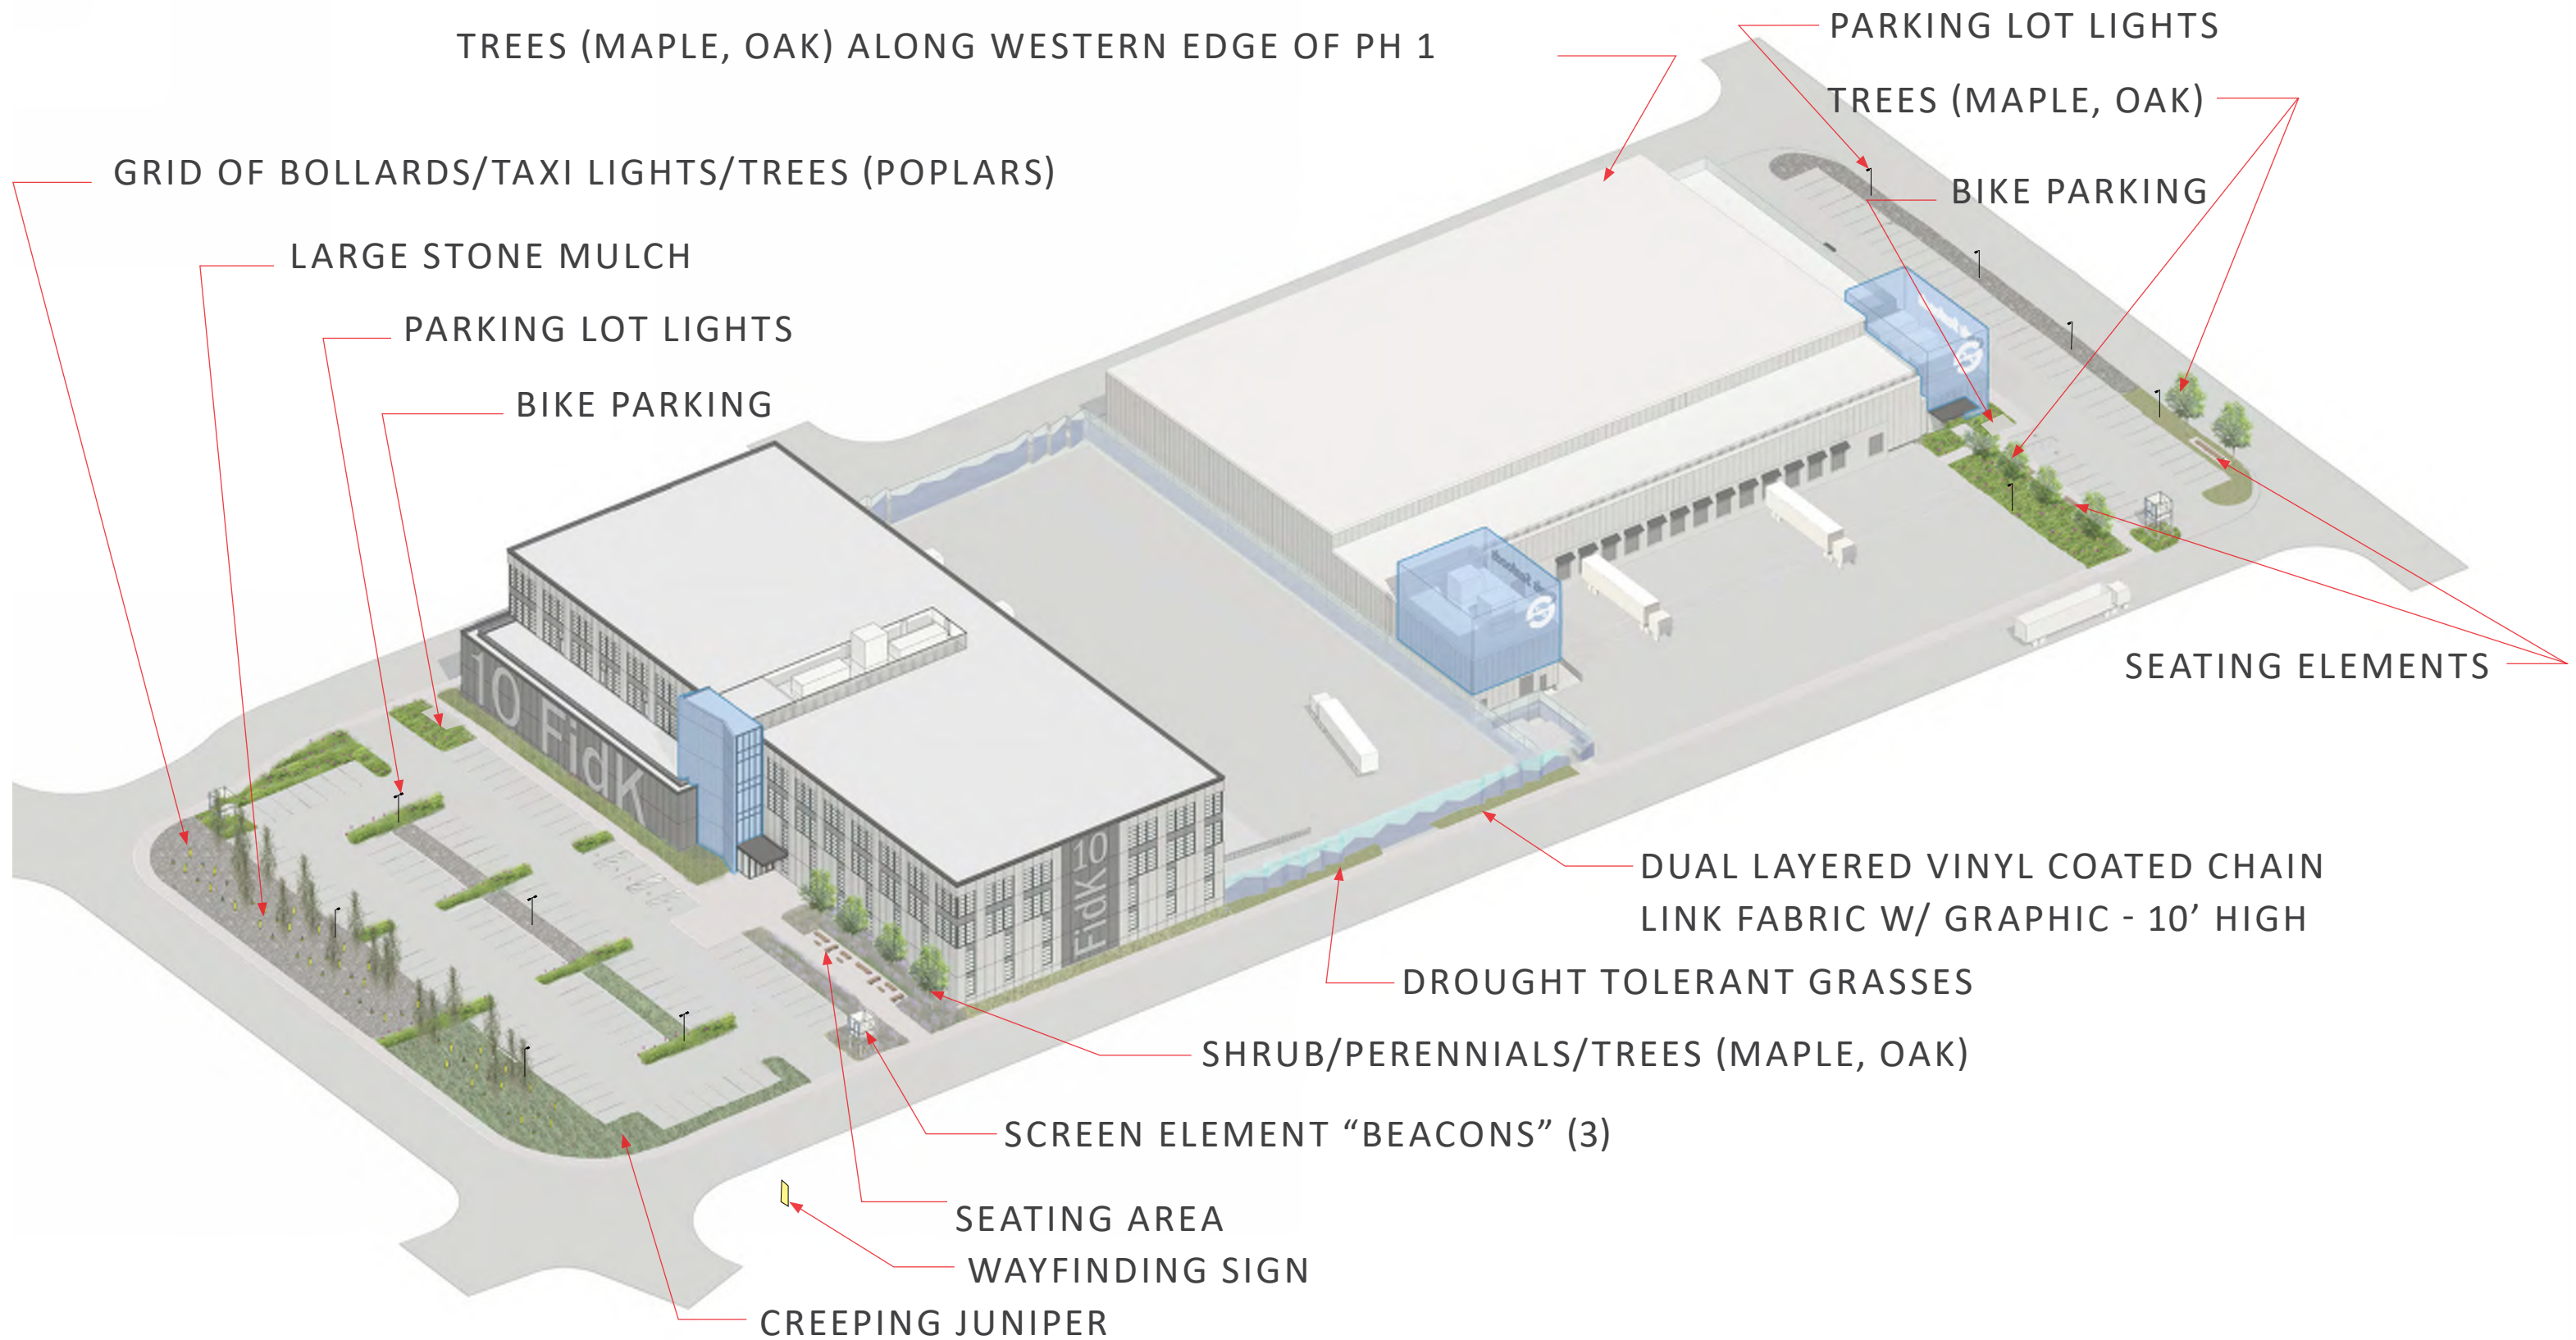 TREES (MAPLE, OAK) ALONG WESTERN EDGE OF PH 1
PARKING LOT LIGHTS
TREES (MAPLE, OAK)
BIKE PARKING
GRID OF BOLLARDS/TAXI LIGHTS/TREES (POPLARS)
LARGE STONE MULCH
PARKING LOT LIGHTS
BIKE PARKING
SEATING ELEMENTS
10 FidK
FidK 10
DUAL LAYERED VINYL COATED CHAIN
LINK FABRIC W/ GRAPHIC - 10’ HIGH
DROUGHT TOLERANT GRASSES
SHRUB/PERENNIALS/TREES (MAPLE, OAK)
SCREEN ELEMENT “BEACONS” (3)
SEATING AREA
WAYFINDING SIGN
CREEPING JUNIPER